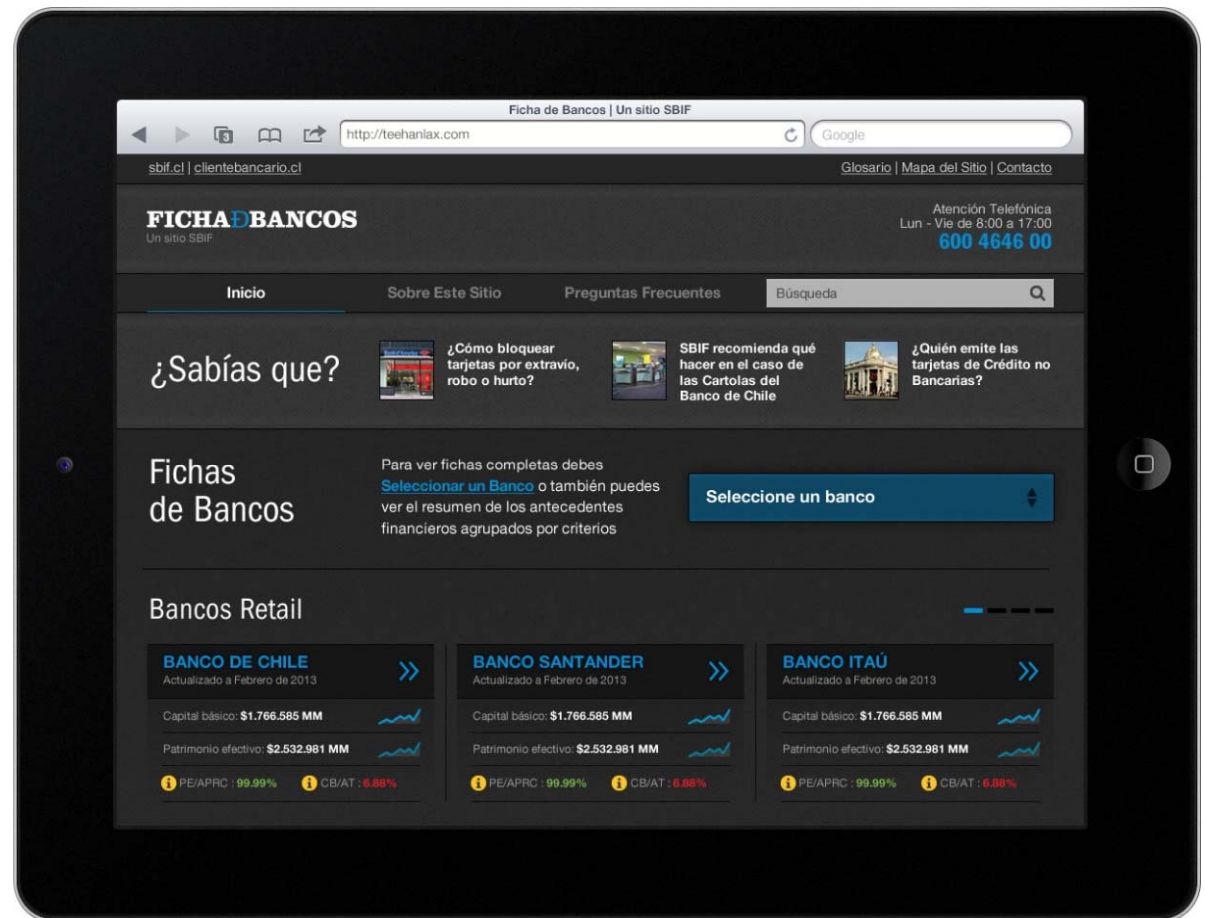 Ficha de Bancos | Un sitio SBIF
3
http://teehanlax.com
Google
sbif.cl | clientebancario.cl
Glosario | Mapa del Sitio | Contacto
FICHAĐBANCOS
Un sitio SBIF
Atención Telefónica
Lun - Vie de 8:00 a 17:00
600 4646 00
Inicio
Sobre Este Sitio
Preguntas Frecuentes
Búsqueda
¿Sabías que?
¿Cómo bloquear
tarjetas por extravío,
robo o hurto?
SBIF recomienda qué
hacer en el caso de
las Cartolas del
Banco de Chile
¿Quién emite las
tarjetas de Crédito no
Bancarias?
Fichas
de Bancos
Para ver fichas completas debes
Seleccionar un Banco o también puedes
ver el resumen de los antecedentes
financieros agrupados por criterios
Seleccione un banco
Bancos Retail
BANCO DE CHILE
Actualizado a Febrero de 2013
Capital básico: $1.766.585 MM
Patrimonio efectivo: $2.532.981 MM
PE/APRC : 99.99%
CB/AT : 6.88%
BANCO SANTANDER
Actualizado a Febrero de 2013
Capital básico: $1.766.585 MM
Patrimonio efectivo: $2.532.981 MM
PE/APRC : 99.99%
CB/AT : 6.88%
BANCO ITAÚ
Actualizado a Febrero de 2013
Capital básico: $1.766.585 MM
Patrimonio efectivo: $2.532.981 MM
PE/APRC : 99.99%
CB/AT : 6.88%